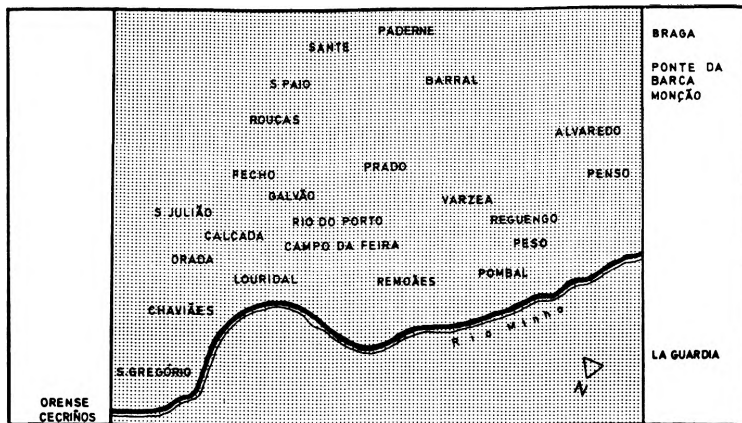 PADERNE
SANTE
BRAGA
S. PAIO
BARRAL
PONTE DA
BARCA
MONÇÃO
ROUÇAS
ALVAREDO
PRADO
FECHO
PENSO
GALVÃO
VARZEA
S. JULIÃO
RIO DO PORTO
REGUENGO
CALÇADA
CAMPO DA FEIRA
PESO
ORADA
LOURIDAL
REMOÃES
POMBAL
CHAVIÃES
Rio Minho
LA GUARDIA
S. GREGÓRIO
N
ORENSE
CECRIÑOS